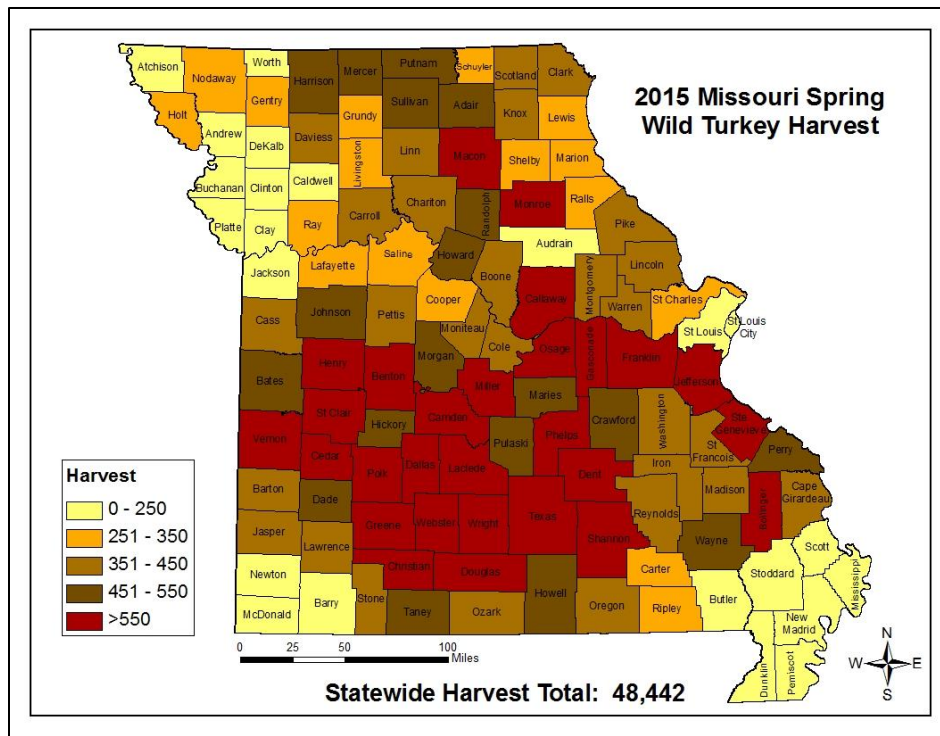 2015 Missouri Spring
Wild Turkey Harvest
Atchison
Nodaway
Worth
Harrison
Mercer
Putnam
Schuyler
Scotland
Clark
Gentry
Sullivan
Adair
Knox
Holt
Grundy
Lewis
Andrew
DeKalb
Daviess
Livingston
Linn
Macon
Shelby
Marion
Buchanan
Clinton
Caldwell
Chariton
Randolph
Monroe
Ralls
Platte
Clay
Ray
Carroll
Pike
Audrain
Jackson
Lafayette
Saline
Howard
Boone
Callaway
Montgomery
Lincoln
Warren
St Charles
St Louis
St Louis
City
Cass
Johnson
Pettis
Cooper
Moniteau
Cole
Osage
Gasconade
Franklin
Jefferson
Bates
Henry
Benton
Morgan
Miller
Maries
Crawford
Washington
Ste
Genevieve
St Clair
Hickory
Camden
Pulaski
Phelps
St
Francois
Perry
Vernon
Cedar
Polk
Dallas
Laclede
Dent
Iron
Madison
Cape
Girardeau
Barton
Dade
Greene
Webster
Wright
Texas
Shannon
Reynolds
Wayne
Bollinger
Jasper
Lawrence
Christian
Douglas
Howell
Carter
Scott
Stoddard
Mississippi
Newton
McDonald
Barry
Stone
Taney
Ozark
Oregon
Ripley
Butler
New
Madrid
Dunklin
Pemiscot
Harvest
0 - 250
251 - 350
351 - 450
451 - 550
>550
0 25 50 100
Miles
N
W E
S
Statewide Harvest Total: 48,442